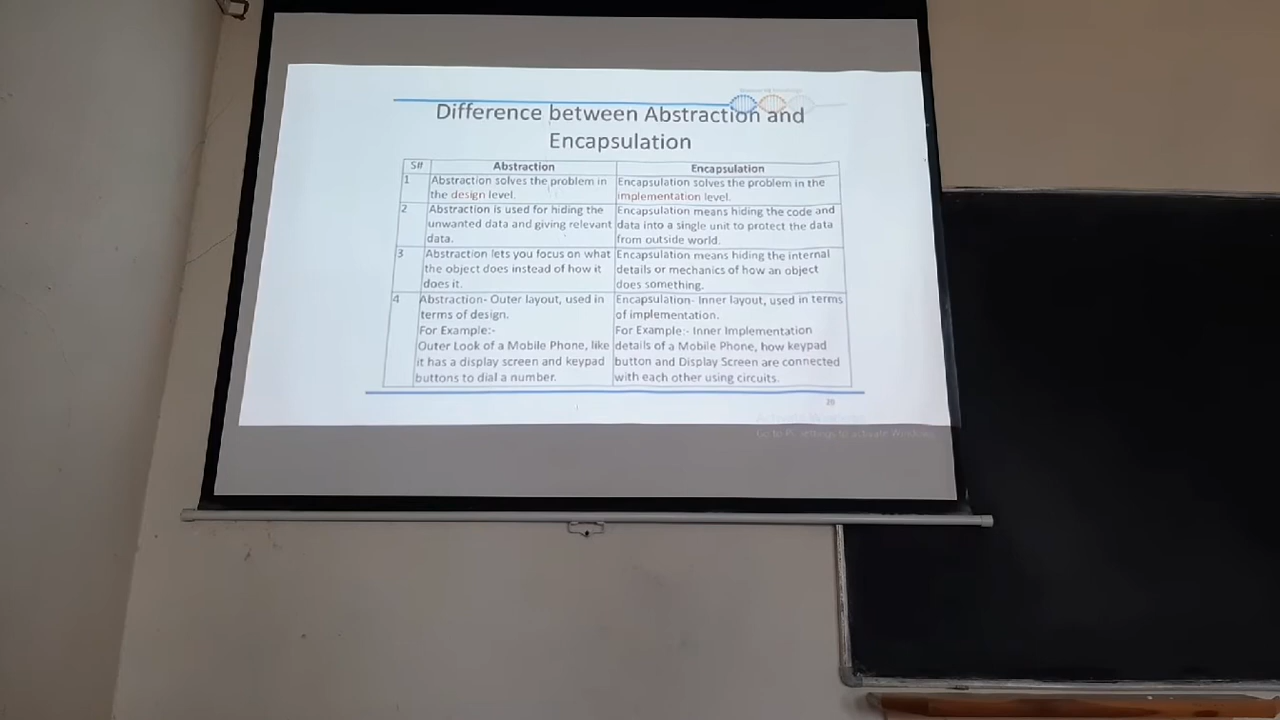 Difference between Abstraction and
Encapsulation
S# Abstraction Encapsulation
1 Abstraction solves the problem in Encapsulation solves the problem in the
the design level. implementation level.
2 Abstraction is used for hiding the Encapsulation means hiding the code and
unwanted data and giving relevant data into a single unit to protect the data
data. from outside world.
3 Abstraction lets you focus on what Encapsulation means hiding the internal
the object does instead of how it details or mechanics of how an object
does it. does something.
4 Abstraction- Outer layout, used in Encapsulation- Inner layout, used in terms
terms of design. of implementation.
For Example:- For Example:- Inner Implementation
Outer Look of a Mobile Phone, like details of a Mobile Phone, how keypad
it has a display screen and keypad button and Display Screen are connected
buttons to dial a number. with each other using circuits.
Go to PC settings to activate Windows.